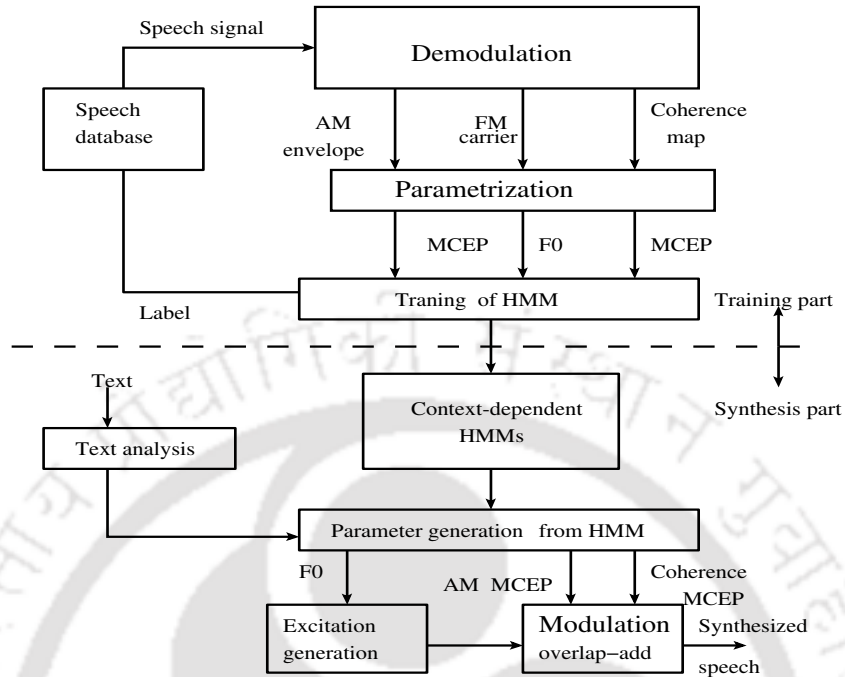 Speech signal
Demodulation
Speech
database
AM
envelope
FM
carrier
Coherence
map
Parametrization
MCEP
F0
MCEP
Traning of HMM
Label
Training part
Text
Synthesis part
Context-dependent
HMMs
Text analysis
Parameter generation from HMM
F0
AM MCEP
Coherence
MCEP
Excitation
generation
Modulation
overlap-add
Synthesized
speech